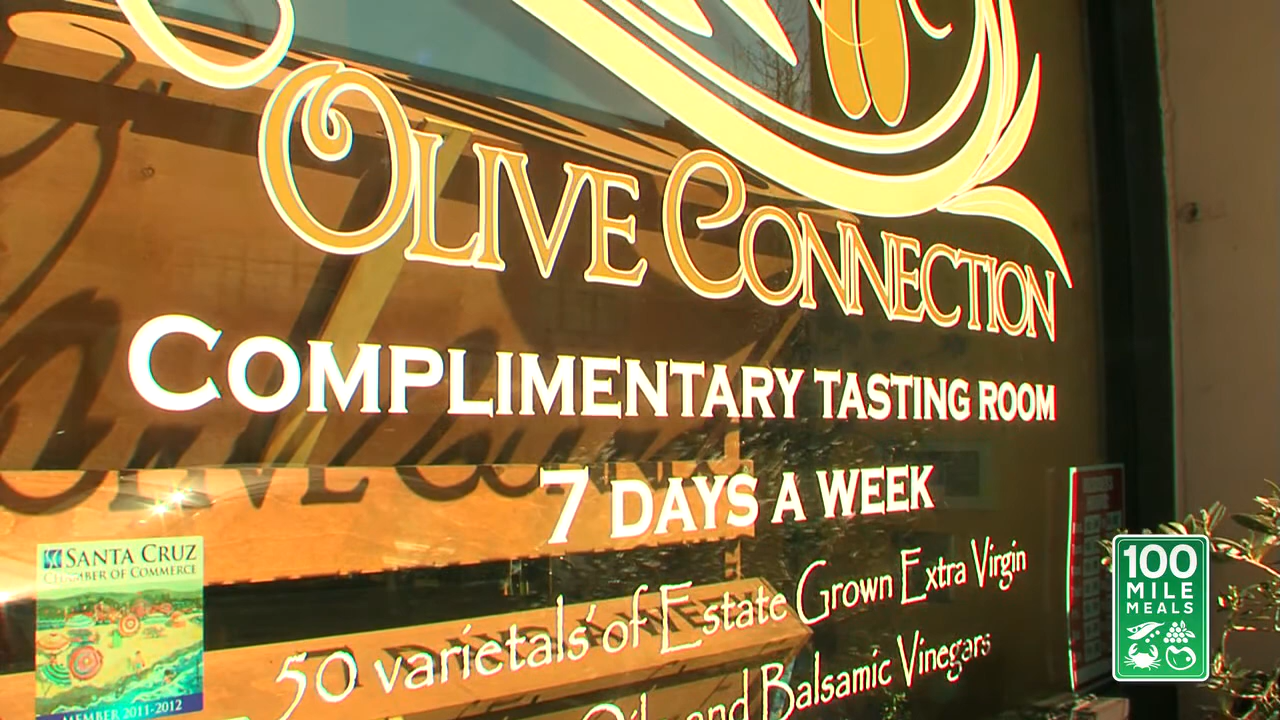 OLIVE CONNECTION
COMPLIMENTARY TASTING ROOM
7 DAYS A WEEK
50 varietals of Estate Grown Extra Virgin
and Balsamic Vinegars
SANTA CRUZ
CHAMBER OF COMMERCE
MEMBER 2011-2012
100
MILE
MEALS